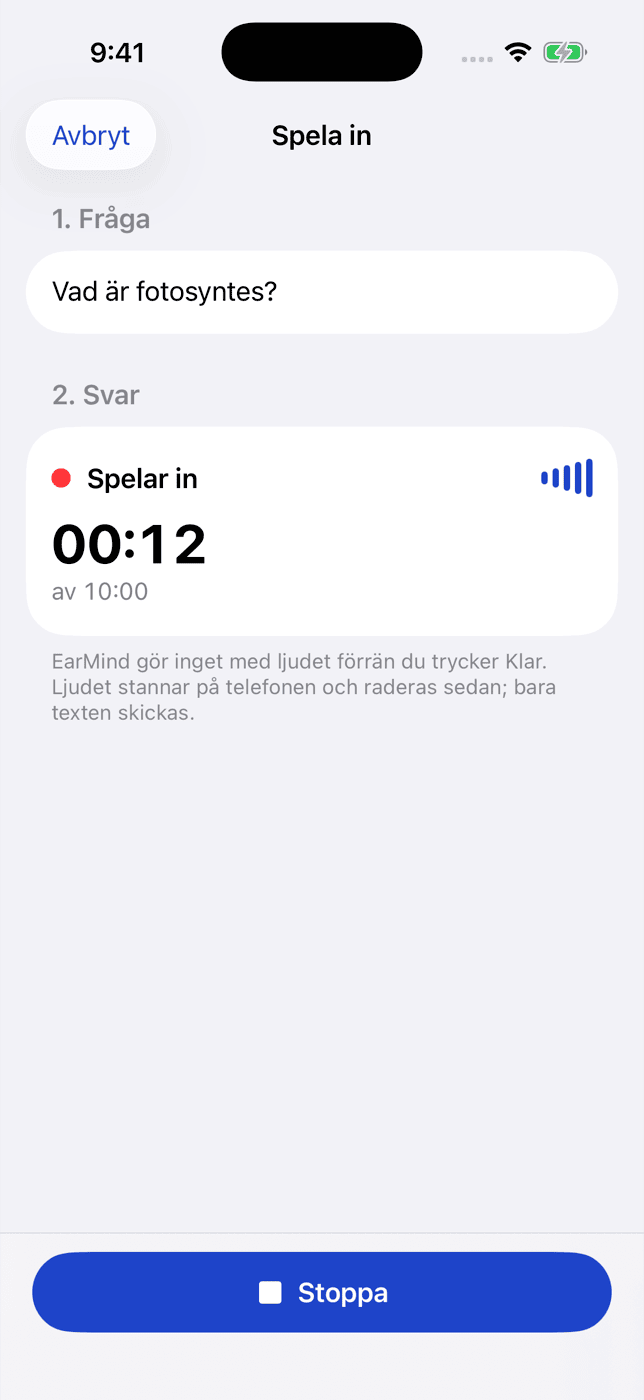 9:41
Avbryt
Spela in
1. Fråga
Vad är fotosyntes?
2. Svar
Spelar in
00:12
av 10:00
EarMind gör inget med ljudet förrän du trycker Klar.
Ljudet stannar på telefonen och raderas sedan; bara
texten skickas.
Stoppa